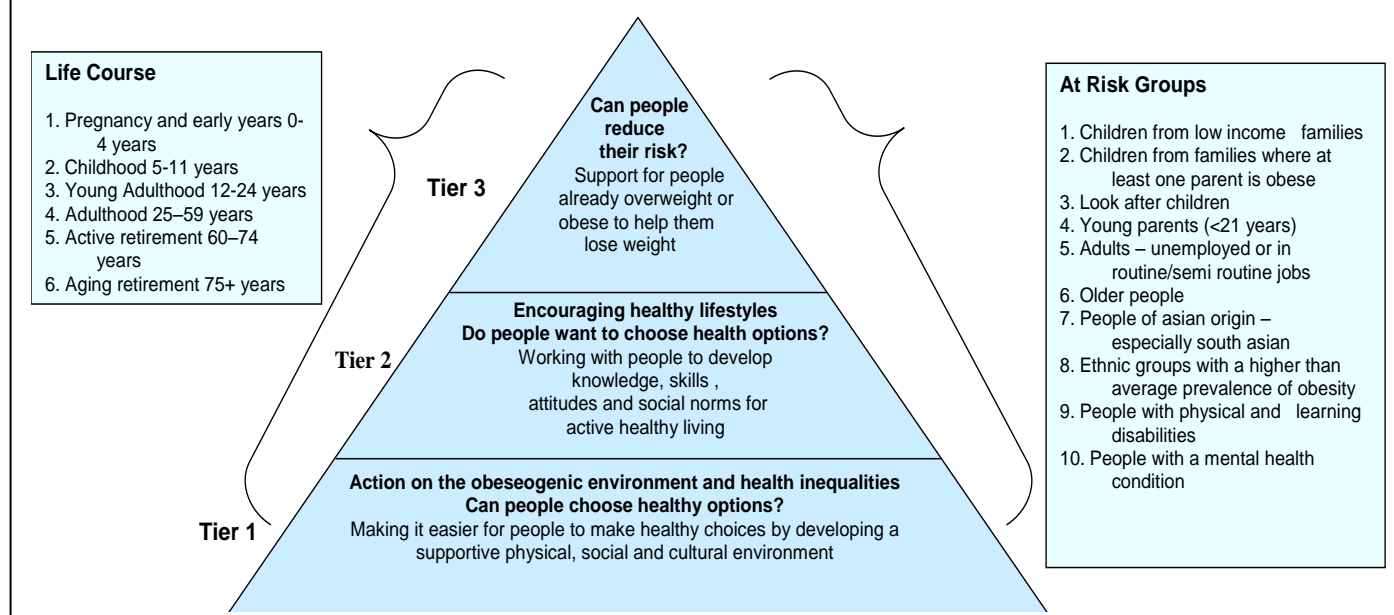 Life Course
1. Pregnancy and early years 0-
4 years
2. Childhood 5-11 years
3. Young Adulthood 12-24 years
4. Adulthood 25–59 years
5. Active retirement 60–74
years
6. Aging retirement 75+ years
Tier 3
Can people
reduce
their risk?
Support for people
already overweight or
obese to help them
lose weight
Tier 2
Encouraging healthy lifestyles
Do people want to choose health options?
Working with people to develop
knowledge, skills ,
attitudes and social norms for
active healthy living
Tier 1
Action on the obeseogenic environment and health inequalities
Can people choose healthy options?
Making it easier for people to make healthy choices by developing a
supportive physical, social and cultural environment
At Risk Groups
1. Children from low income families
2. Children from families where at
least one parent is obese
3. Look after children
4. Young parents (<21 years)
5. Adults – unemployed or in
routine/semi routine jobs
6. Older people
7. People of asian origin –
especially south asian
8. Ethnic groups with a higher than
average prevalence of obesity
9. People with physical and learning
disabilities
10. People with a mental health
condition